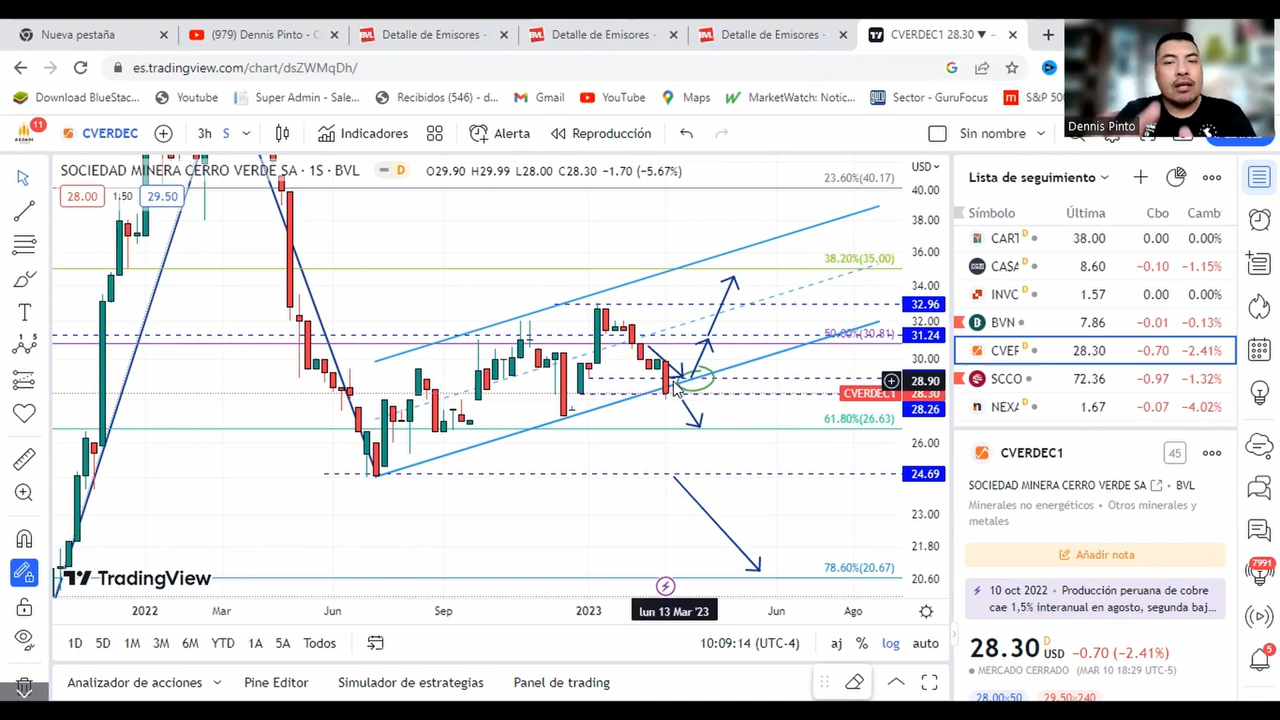 Nueva pestaña
(979) Dennis Pinto - C
Detalle de Emisores -
Detalle de Emisores -
Detalle de Emisores -
CVERDEC1 28.30 ▼ -
es.tradingview.com/chart/dsZWMqDh/
Download BlueStac...
Youtube
Super Admin - Sale...
Recibidos (546) - d...
Gmail
YouTube
Maps
MarketWatch: Notic...
Sector - GuruFocus
S&P 50
Dennis Pinto
11
CVERDEC
3h
S
Indicadores
Alerta
Reproducción
Sin nombre
SOCIEDAD MINERA CERRO VERDE SA · 1S · BVL
D
O29.90 H29.99 L28.00 C28.30 −1.70 (−5.67%)
28.00
1.50
29.50
USD
23.60%(40.17)
40.00
38.00
36.00
38.20%(35.00)
34.00
32.96
32.00
50.00%(30.81)
31.24
30.00
28.90
CVERDEC1
28.30
28.26
61.80%(26.63)
26.00
24.69
23.00
21.80
78.60%(20.67)
20.60
TradingView
2022
Mar
Jun
Sep
2023
lun 13 Mar '23
Jun
Ago
1D
5D
1M
3M
6M
YTD
1A
5A
Todos
10:09:14 (UTC-4)
aj
%
log
auto
Analizador de acciones
Pine Editor
Simulador de estrategias
Panel de trading
Lista de seguimiento
Símbolo
Última
Cbo
Camb
CART D 38.00 0.00 0.00%
CASA D 8.60 −0.10 −1.15%
INVC D 1.57 0.00 0.00%
BVN 7.86 −0.01 −0.13%
CVER D 28.30 −0.70 −2.41%
SCCO 72.36 −0.97 −1.32%
NEXA 1.67 −0.07 −4.02%
CVERDEC1
45
SOCIEDAD MINERA CERRO VERDE SA · BVL
Minerales no energéticos · Otros minerales y
metales
Añadir nota
10 oct 2022 · Producción peruana de cobre
cae 1,5% interanual en agosto, segunda baj...
28.30 D USD −0.70 (−2.41%)
MERCADO CERRADO (MAR 10 18:29 UTC-5)
28.00×50
29.50×240
7991
5